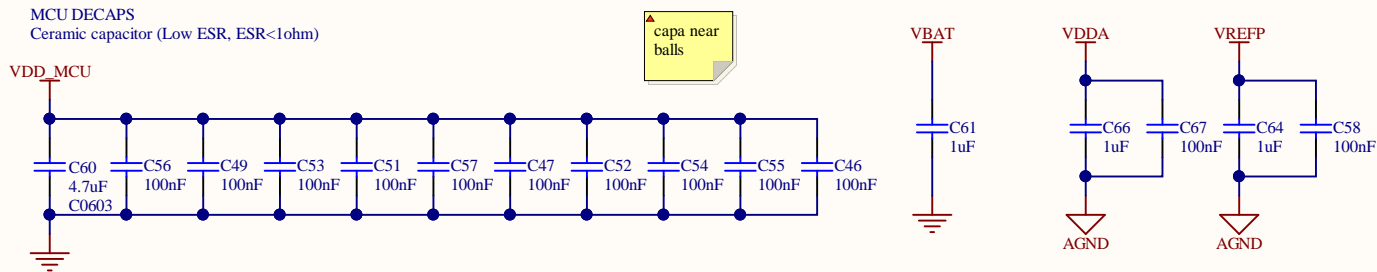 MCU DECAPS
Ceramic capacitor (Low ESR, ESR<1ohm)
capa near
balls
VDD_MCU
VBAT
VDDA
VREFP
C60
4.7uF
C0603
C56
100nF
C49
100nF
C53
100nF
C51
100nF
C57
100nF
C47
100nF
C52
100nF
C54
100nF
C55
100nF
C46
100nF
C61
1uF
C66
1uF
C67
100nF
C64
1uF
C58
100nF
AGND
AGND